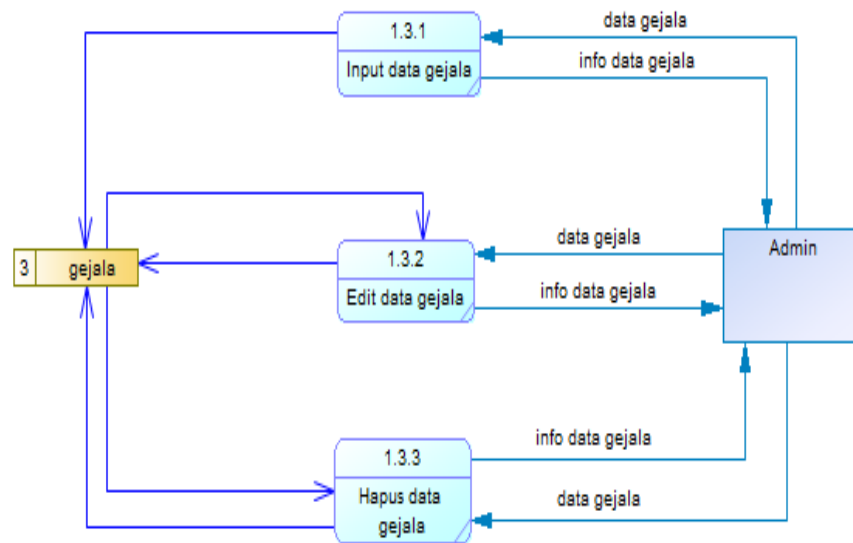 data gejala
1.3.1
Input data gejala
info data gejala
3 gejala
1.3.2
Edit data gejala
data gejala
info data gejala
Admin
1.3.3
Hapus data
gejala
info data gejala
data gejala